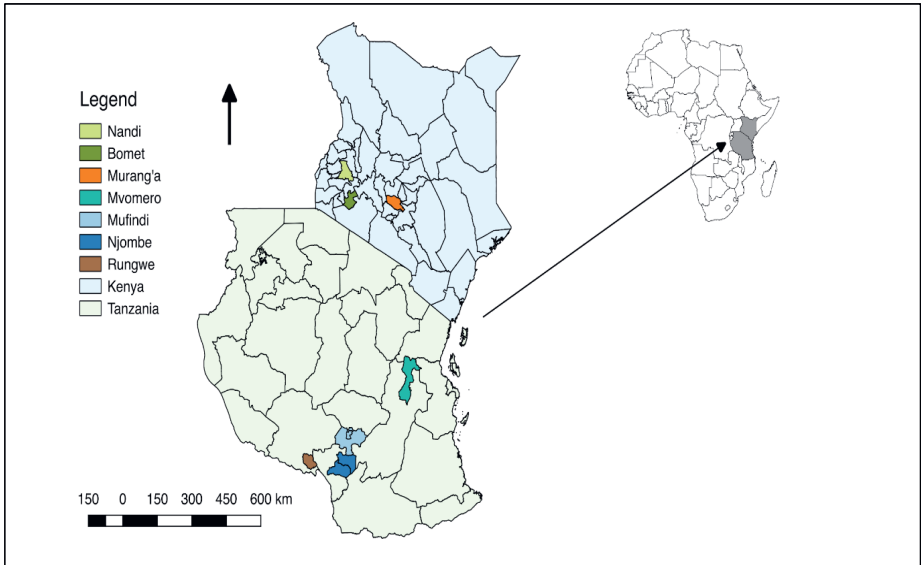 Legend
Nandi
Bomet
Murang'a
Mvomero
Mufindi
Njombe
Rungwe
Kenya
Tanzania
150 0 150 300 450 600 km